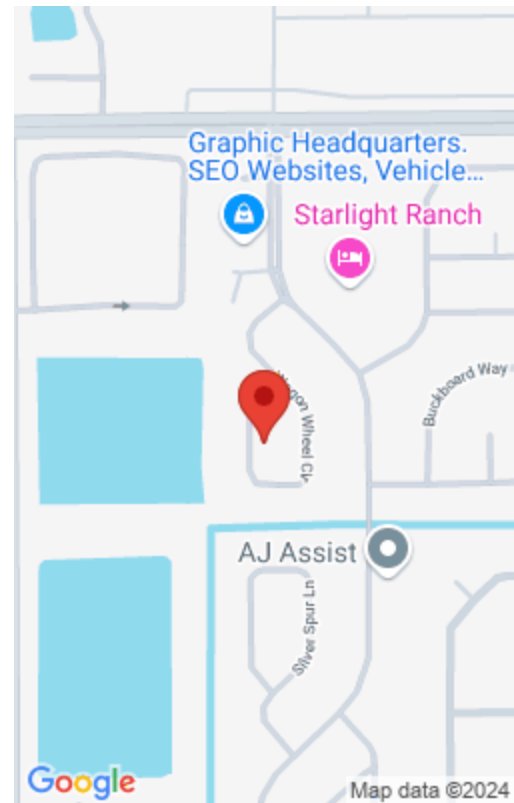 Graphic Headquarters.
SEO Websites, Vehicle...
Starlight Ranch
Buckboard Way
Wagon Wheel Cir
AJ Assist
Silver Spur Ln
Google
Map data ©2024